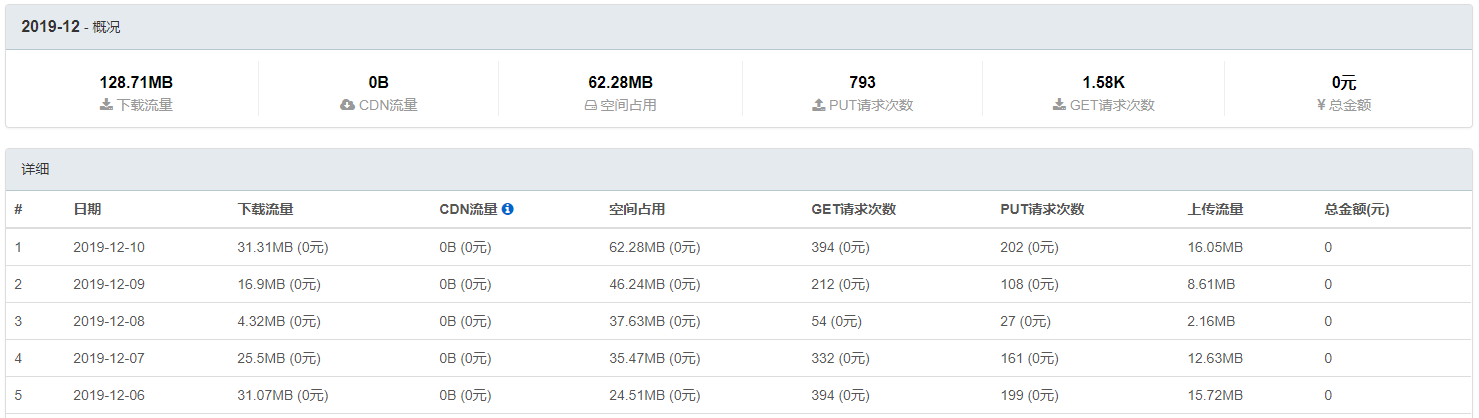 2019-12 - 概况
128.71MB 0B 62.28MB 793 1.58K 0元
下载流量 CDN流量 空间占用 PUT请求次数 GET请求次数 ¥ 总金额
详细
# 日期 下载流量 CDN流量 空间占用 GET请求次数 PUT请求次数 上传流量 总金额(元)
1 2019-12-10 31.31MB (0元) 0B (0元) 62.28MB (0元) 394 (0元) 202 (0元) 16.05MB 0
2 2019-12-09 16.9MB (0元) 0B (0元) 46.24MB (0元) 212 (0元) 108 (0元) 8.61MB 0
3 2019-12-08 4.32MB (0元) 0B (0元) 37.63MB (0元) 54 (0元) 27 (0元) 2.16MB 0
4 2019-12-07 25.5MB (0元) 0B (0元) 35.47MB (0元) 332 (0元) 161 (0元) 12.63MB 0
5 2019-12-06 31.07MB (0元) 0B (0元) 24.51MB (0元) 394 (0元) 199 (0元) 15.72MB 0